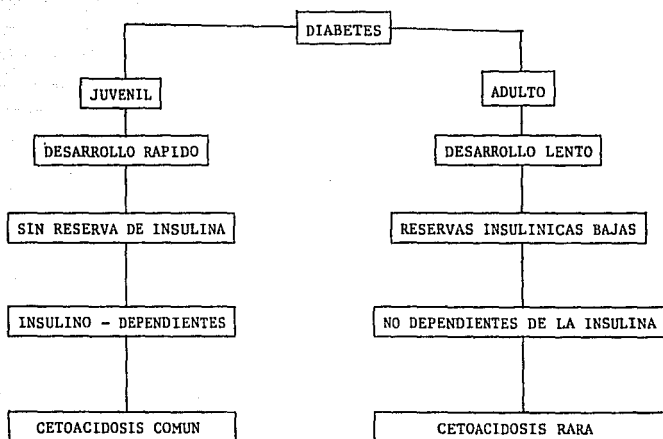 DIABETES
JUVENIL
ADULTO
DESARROLLO RAPIDO
DESARROLLO LENTO
SIN RESERVA DE INSULINA
RESERVAS INSULINICAS BAJAS
INSULINO - DEPENDIENTES
NO DEPENDIENTES DE LA INSULINA
CETOACIDOSIS COMUN
CETOACIDOSIS RARA